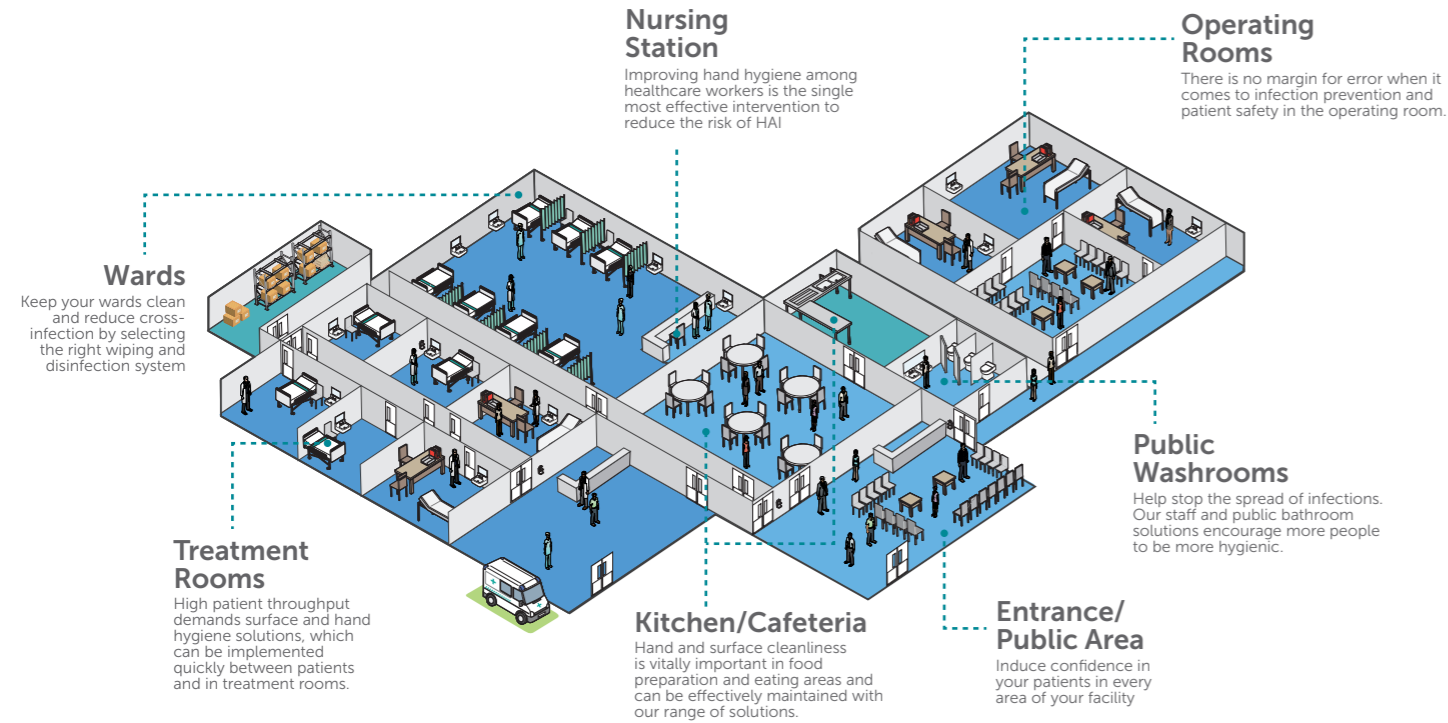 Nursing
Station
Improving hand hygiene among
healthcare workers is the single
most effective intervention to
reduce the risk of HAI
Operating
Rooms
There is no margin for error when it
comes to infection prevention and
patient safety in the operating room.
Wards
Keep your wards clean
and reduce cross-
infection by selecting
the right wiping and
disinfection system
Public
Washrooms
Help stop the spread of infections.
Our staff and public bathroom
solutions encourage more people
to be more hygienic.
Treatment
Rooms
High patient throughput
demands surface and hand
hygiene solutions, which
can be implemented
quickly between patients
and in treatment rooms.
Kitchen/Cafeteria
Hand and surface cleanliness
is vitally important in food
preparation and eating areas and
can be effectively maintained with
our range of solutions.
Entrance/
Public Area
Induce confidence in
your patients in every
area of your facility